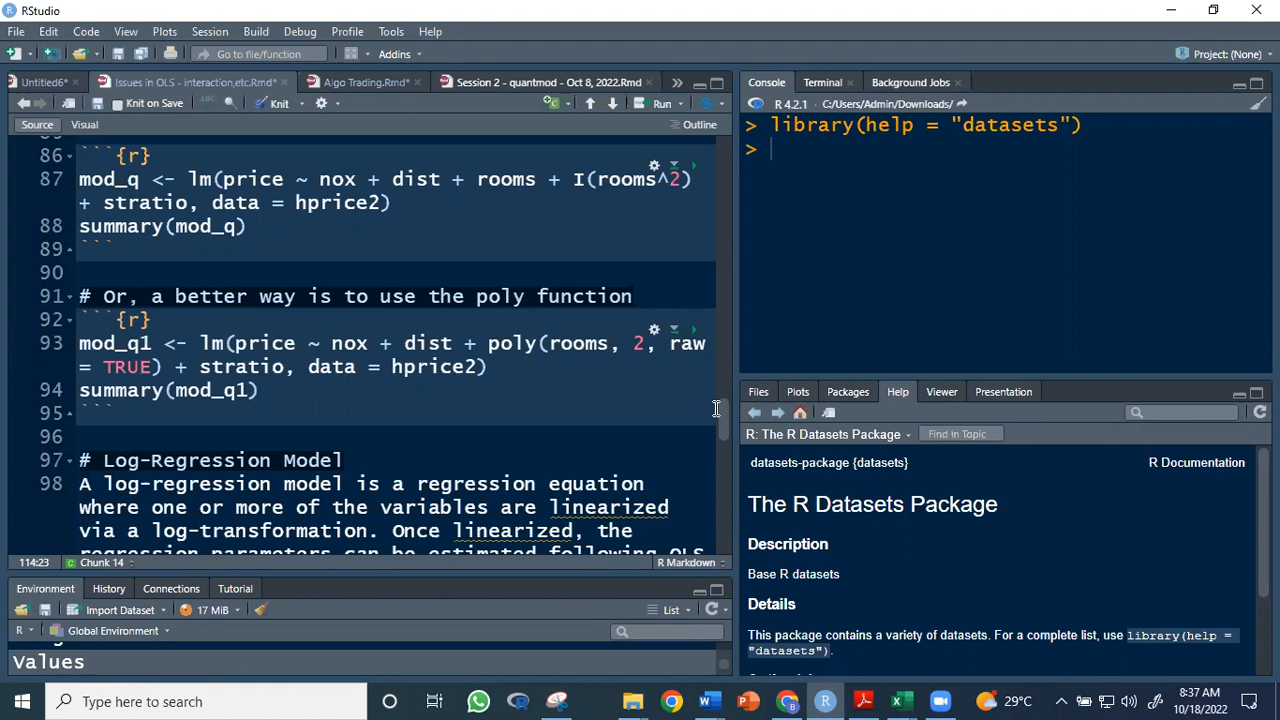 RStudio
File Edit Code View Plots Session Build Debug Profile Tools Help
Go to file/function Addins Project: (None)
Untitled6* Issues in OLS - interaction,etc.Rmd* Algo Trading.Rmd* Session 2 - quantmod - Oct 8, 2022.Rmd
Knit on Save ABC Knit Run
Source Visual Outline
86 ```{r}
87 mod_q <- lm(price ~ nox + dist + rooms + I(rooms^2)
+ stratio, data = hprice2)
88 summary(mod_q)
89 ```
90
91 # Or, a better way is to use the poly function
92 ```{r}
93 mod_q1 <- lm(price ~ nox + dist + poly(rooms, 2, raw
= TRUE) + stratio, data = hprice2)
94 summary(mod_q1)
95 ```
96
97 # Log-Regression Model
98 A log-regression model is a regression equation
where one or more of the variables are linearized
via a log-transformation. Once linearized, the
regression parameters can be estimated following OLS
114:23 Chunk 14 R Markdown
Environment History Connections Tutorial
Import Dataset 17 MiB List
R Global Environment
Values
Console Terminal Background Jobs
R 4.2.1 · C:/Users/Admin/Downloads/
> library(help = "datasets")
>
Files Plots Packages Help Viewer Presentation
R: The R Datasets Package Find in Topic
datasets-package {datasets} R Documentation
The R Datasets Package
Description
Base R datasets
Details
This package contains a variety of datasets. For a complete list, use library(help =
"datasets").
Type here to search
29°C
8:37 AM
10/18/2022